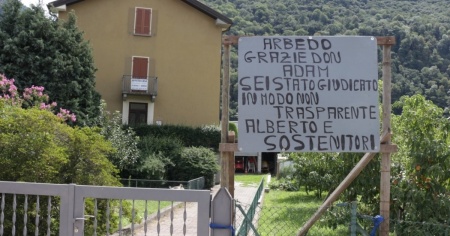 ARBEDO
GRAZIE DON
ADAM
SEI STATO GIUDICATO
IN MODO NON
TRASPARENTE
ALBERTO E
SOSTENITORI